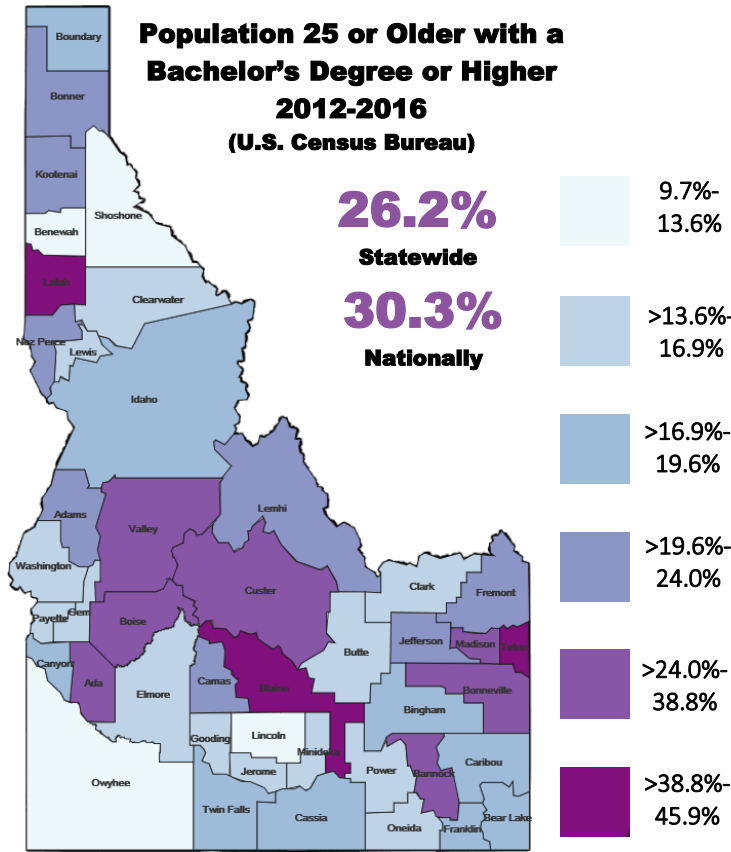 Population 25 or Older with a
Bachelor's Degree or Higher
2012-2016
(U.S. Census Bureau)
26.2%
Statewide
30.3%
Nationally
9.7%-
13.6%
>13.6%-
16.9%
>16.9%-
19.6%
>19.6%-
24.0%
>24.0%-
38.8%
>38.8%-
45.9%
Boundary
Bonner
Kootenai
Shoshone
Benewah
Latah
Clearwater
Nez Perce
Lewis
Idaho
Lemhi
Adams
Valley
Washington
Custer
Clark
Fremont
Payette
Gem
Boise
Jefferson
Madison
Teton
Butte
Canyon
Ada
Elmore
Camas
Blaine
Bonneville
Bingham
Gooding
Lincoln
Minidoka
Jerome
Power
Bannock
Caribou
Owyhee
Twin Falls
Cassia
Oneida
Franklin
Bear Lake